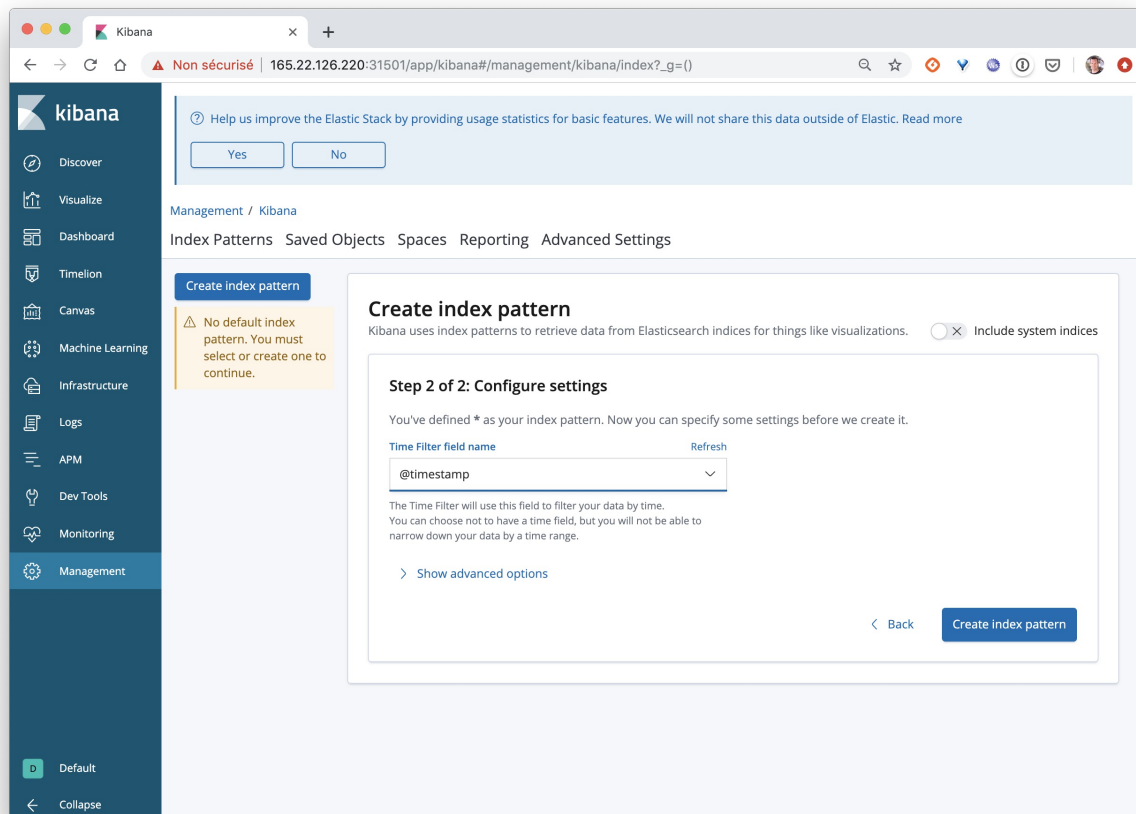 Kibana
Non sécurisé | 165.22.126.220:31501/app/kibana#/management/kibana/index?_g=()
kibana
Discover
Visualize
Dashboard
Timelion
Canvas
Machine Learning
Infrastructure
Logs
APM
Dev Tools
Monitoring
Management
D Default
Collapse
Help us improve the Elastic Stack by providing usage statistics for basic features. We will not share this data outside of Elastic. Read more
Yes No
Management / Kibana
Index Patterns Saved Objects Spaces Reporting Advanced Settings
Create index pattern
No default index
pattern. You must
select or create one to
continue.
Create index pattern
Kibana uses index patterns to retrieve data from Elasticsearch indices for things like visualizations.
Include system indices
Step 2 of 2: Configure settings
You've defined * as your index pattern. Now you can specify some settings before we create it.
Time Filter field name Refresh
@timestamp
The Time Filter will use this field to filter your data by time.
You can choose not to have a time field, but you will not be able to
narrow down your data by a time range.
Show advanced options
Back Create index pattern